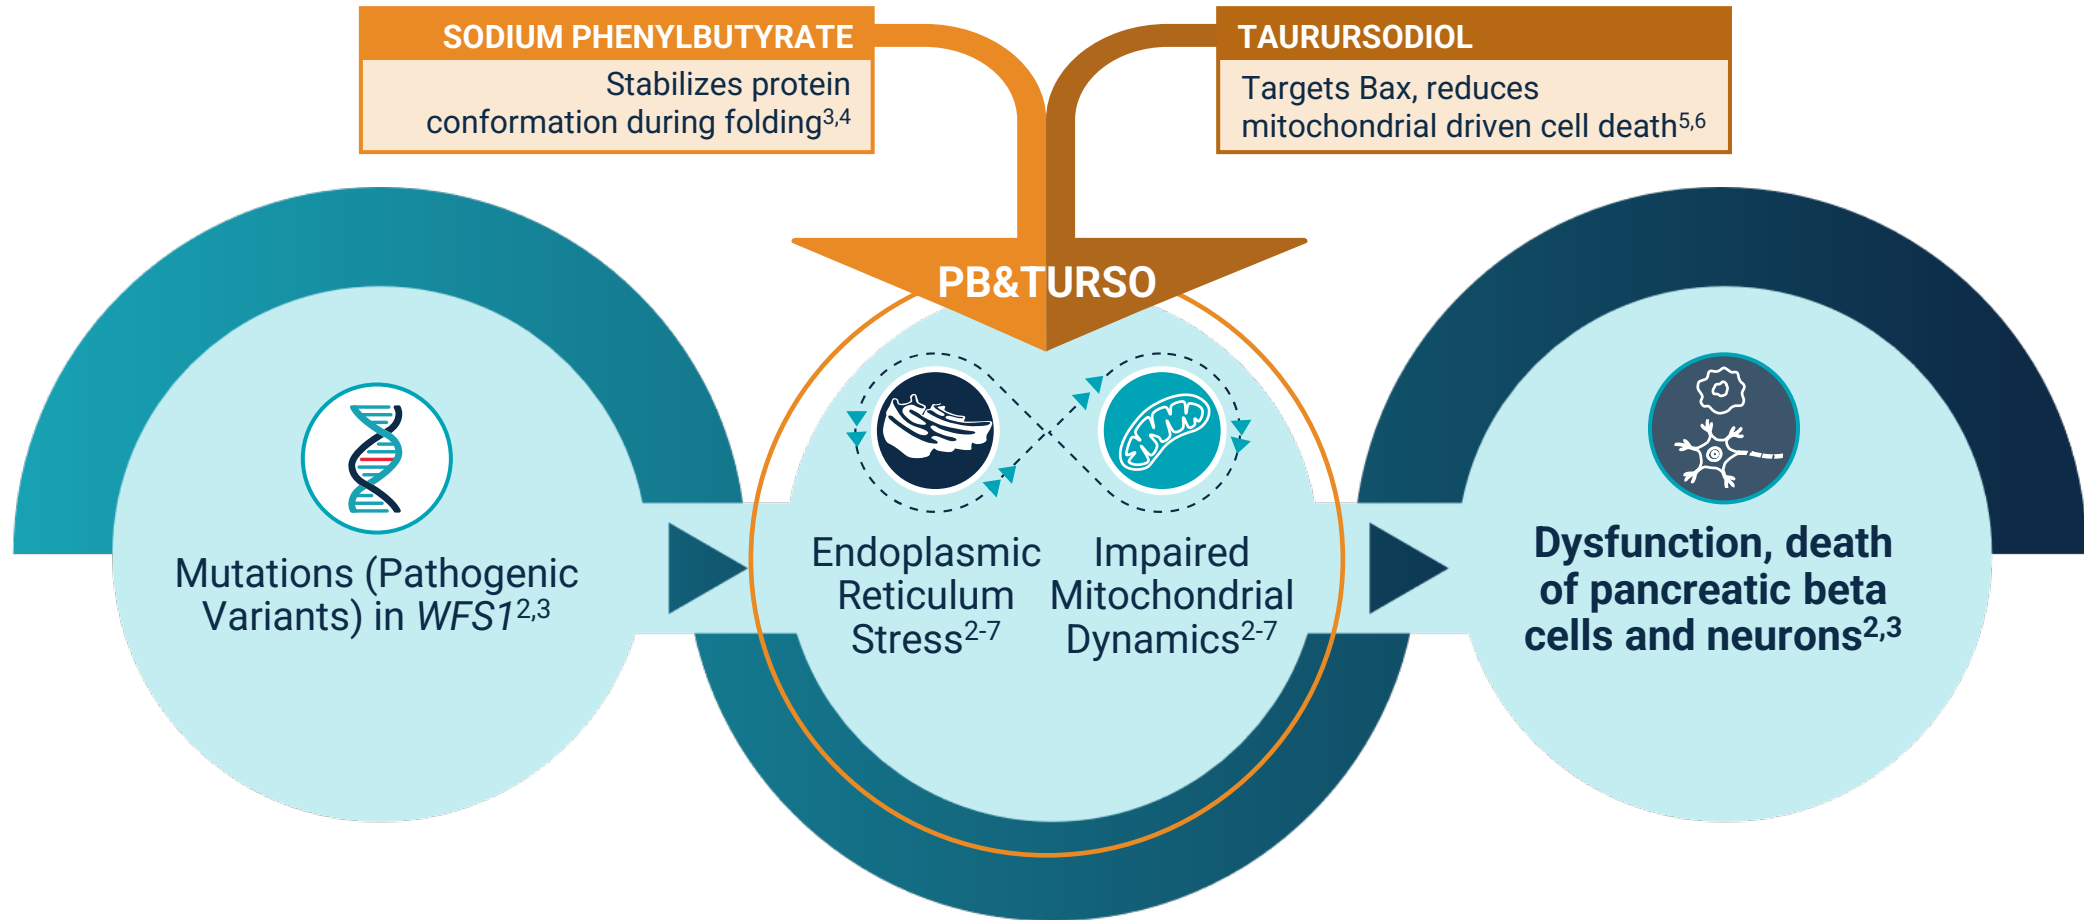 SODIUM PHENYLBUTYRATE
Stabilizes protein
conformation during folding3,4
TAURURSODIOL
Targets Bax, reduces
mitochondrial driven cell death5,6
PB&TURSO
Mutations (Pathogenic
Variants) in WFS12,3
Endoplasmic
Reticulum
Stress2-7
Impaired
Mitochondrial
Dynamics2-7
Dysfunction, death
of pancreatic beta
cells and neurons2,3